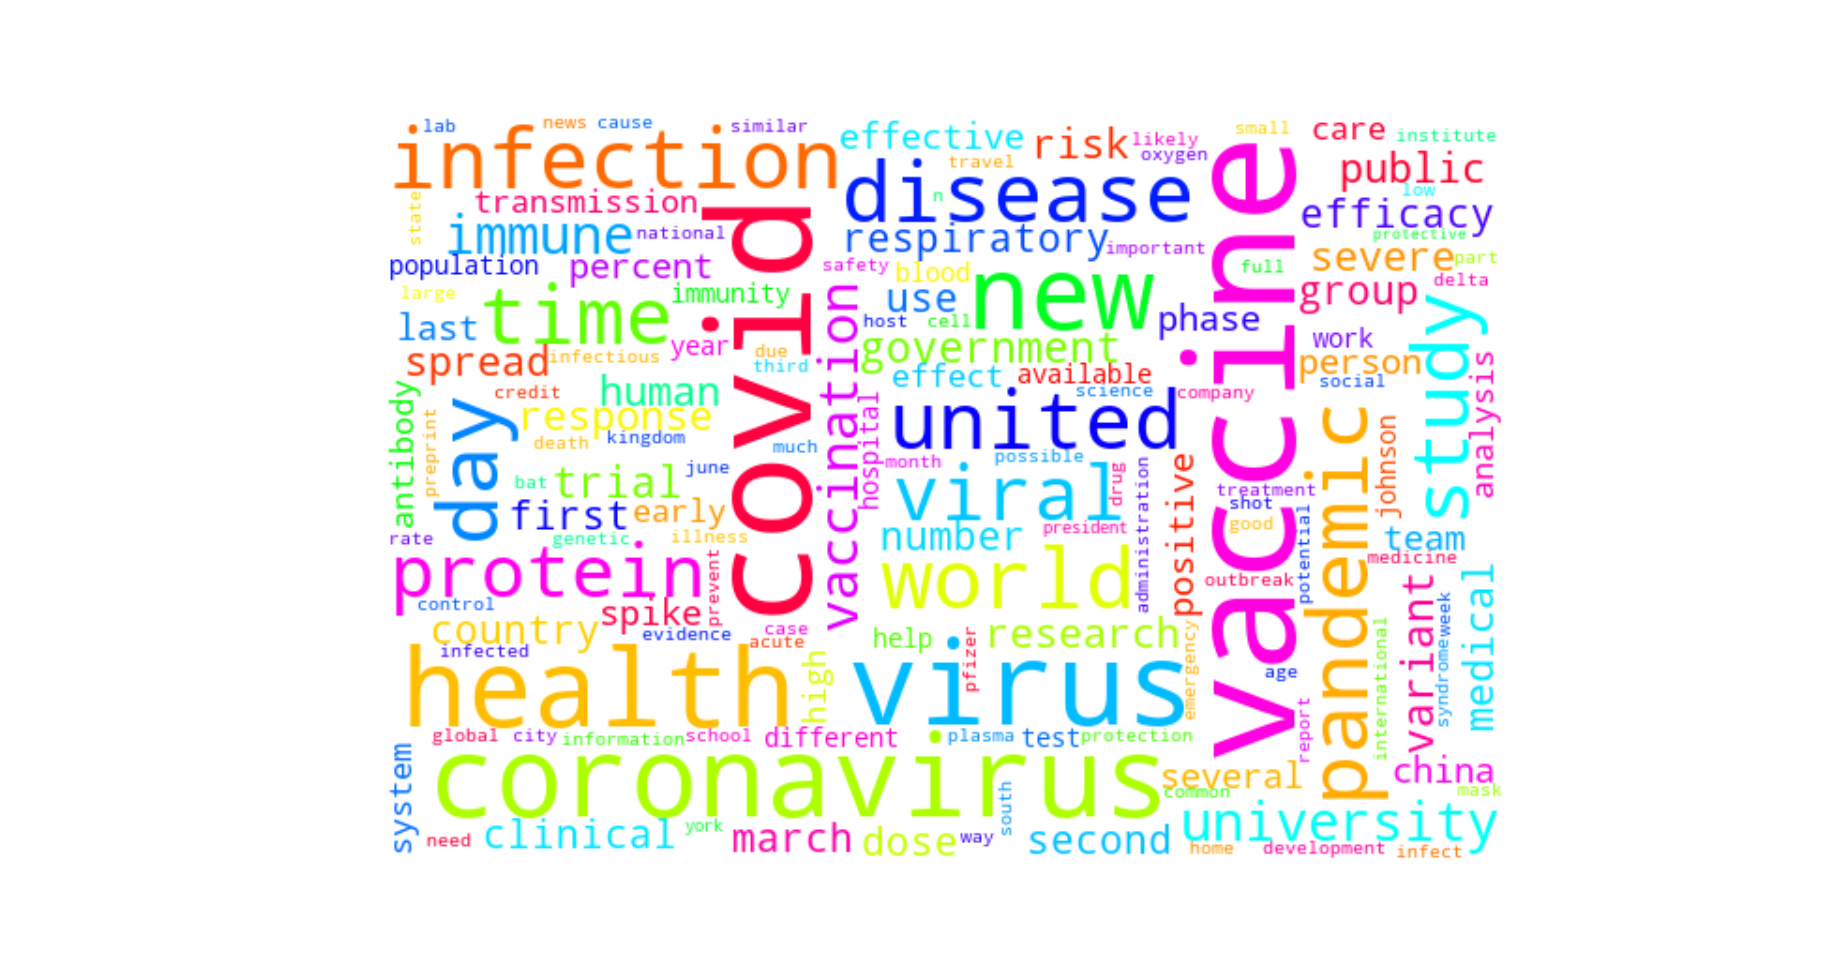 lab
news
cause
similar
infection
effective
risk
likely
small
care
institute
travel
oxygen
public
disease
low
n
transmission
state
efficacy
immune
national
respiratory
important
protective
population
percent
safety
blood
full
severe
part
large
time
immunity
new
group
delta
use
last
host
cell
phase
year
government
work
spread
infectious
due
third
person
effect
available
social
credit
human
science
company
covid
vaccine
vaccination
study
analysis
antibody
preprint
day
response
death
kingdom
much
hospital
united
johnson
pandemic
month
possible
june
bat
trial
viral
drug
administration
positive
treatment
shot
good
potential
first
early
number
president
team
rate
genetic
illness
medicine
protein
prevent
world
outbreak
control
spike
country
evidence
case
acute
help
research
infected
pfizer
emergency
variant
week
syndrome
medical
international
health
high
virus
age
report
global
city
information
school
different
plasma
test
protection
system
coronavirus
several
china
common
mask
south
university
need
clinical
york
march
dose
way
second
home
development
infect